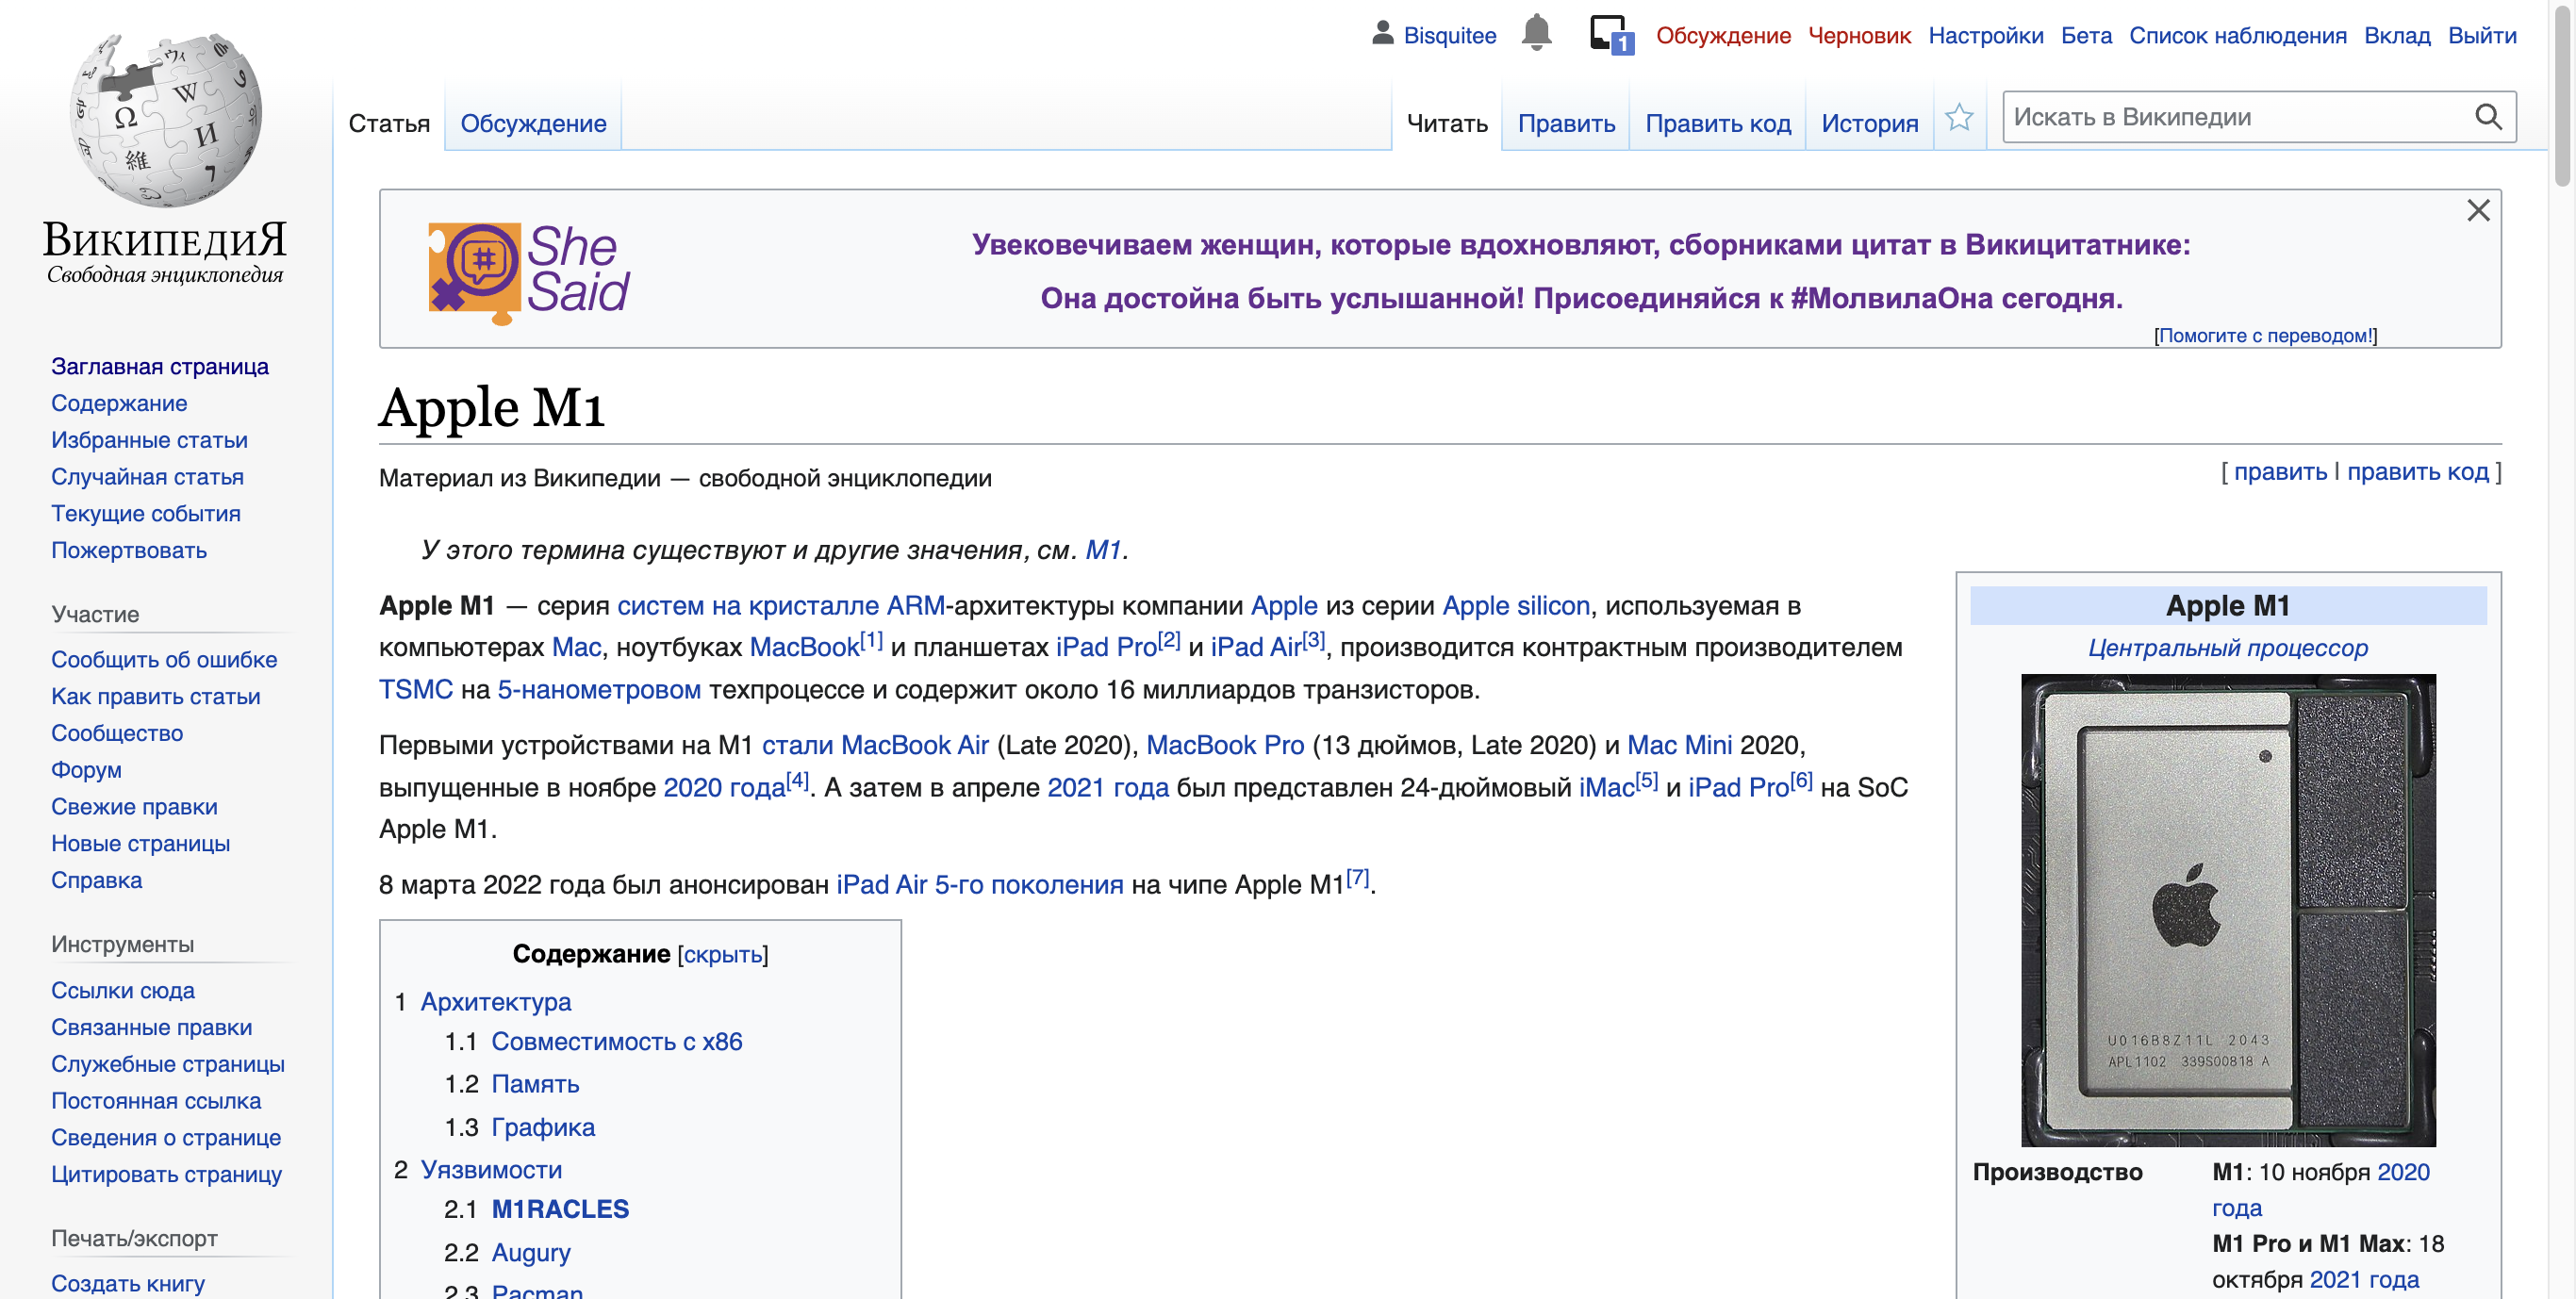 Bisquitee 1 Обсуждение Черновик Настройки Бета Список наблюдения Вклад Выйти
ВикипедиЯ
Свободная энциклопедия
Статья Обсуждение Читать Править Править код История Искать в Википедии
She
Said
Увековечиваем женщин, которые вдохновляют, сборниками цитат в Викицитатнике:
Она достойна быть услышанной! Присоединяйся к #МолвилаОна сегодня.
[Помогите с переводом!]
Заглавная страница
Содержание
Избранные статьи
Случайная статья
Текущие события
Пожертвовать
Участие
Сообщить об ошибке
Как править статьи
Сообщество
Форум
Свежие правки
Новые страницы
Справка
Инструменты
Ссылки сюда
Связанные правки
Служебные страницы
Постоянная ссылка
Сведения о странице
Цитировать страницу
Печать/экспорт
Создать книгу
Apple M1
Материал из Википедии — свободной энциклопедии
[ править | править код ]
У этого термина существуют и другие значения, см. M1.
Apple M1 — серия систем на кристалле ARM-архитектуры компании Apple из серии Apple silicon, используемая в
компьютерах Mac, ноутбуках MacBook[1] и планшетах iPad Pro[2] и iPad Air[3], производится контрактным производителем
TSMC на 5-нанометровом техпроцессе и содержит около 16 миллиардов транзисторов.
Первыми устройствами на M1 стали MacBook Air (Late 2020), MacBook Pro (13 дюймов, Late 2020) и Mac Mini 2020,
выпущенные в ноябре 2020 года[4]. А затем в апреле 2021 года был представлен 24-дюймовый iMac[5] и iPad Pro[6] на SoC
Apple M1.
8 марта 2022 года был анонсирован iPad Air 5-го поколения на чипе Apple M1[7].
Содержание [скрыть]
1 Архитектура
1.1 Совместимость с x86
1.2 Память
1.3 Графика
2 Уязвимости
2.1 M1RACLES
2.2 Augury
2.3 Pacman
Apple M1
Центральный процессор
U016B8Z11L 2043
APL1102 339S00818 A
Производство
M1: 10 ноября 2020
года
M1 Pro и M1 Max: 18
октября 2021 года